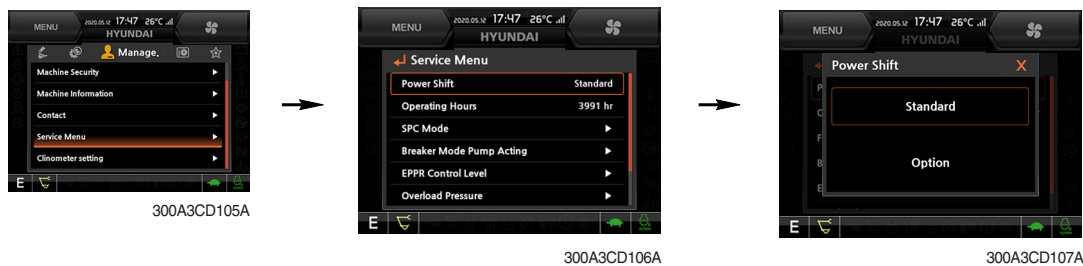 MENU
2020.05.12 17:47 26°C
HYUNDAI
Manage.
Machine Security
Machine Information
Contact
Service Menu
Clinometer setting
E
300A3CD105A
MENU
2020.05.12 17:47 26°C
HYUNDAI
Service Menu
Power Shift Standard
Operating Hours 3991 hr
SPC Mode
Breaker Mode Pump Acting
EPPR Control Level
Overload Pressure
E
300A3CD106A
MENU
2020.05.12 17:47 26°C
HYUNDAI
Power Shift X
Standard
Option
E
300A3CD107A